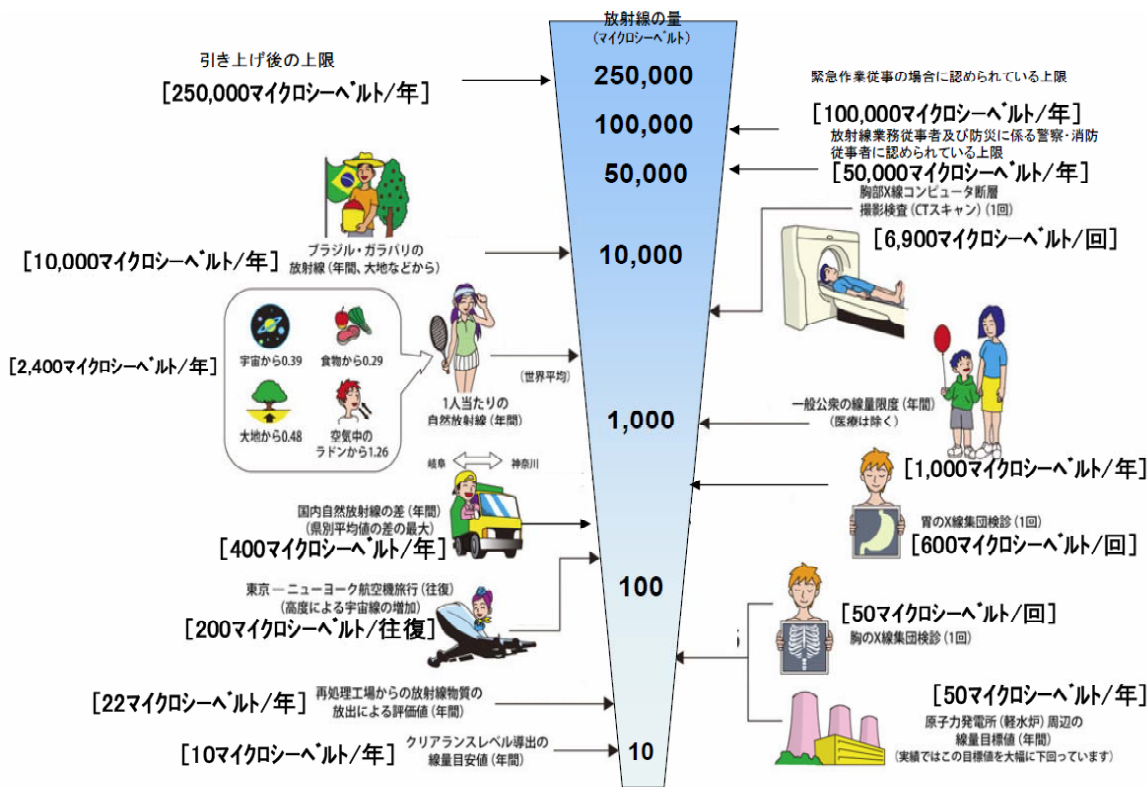 放射線の量
(マイクロシーベルト)
250,000
100,000
50,000
10,000
1,000
100
10
引き上げ後の上限
[250,000マイクロシーベルト/年]
ブラジル・ガラパリの
放射線(年間、大地などから)
[10,000マイクロシーベルト/年]
宇宙から0.39
食物から0.29
大地から0.48
空気中の
ラドンから1.26
[2,400マイクロシーベルト/年]
(世界平均)
1人当たりの
自然放射線(年間)
岐阜
神奈川
国内自然放射線の差(年間)
(県別平均値の差の最大)
[400マイクロシーベルト/年]
東京―ニューヨーク航空機旅行(往復)
(高度による宇宙線の増加)
[200マイクロシーベルト/往復]
[22マイクロシーベルト/年]
再処理工場からの放射線物質の
放出による評価値(年間)
[10マイクロシーベルト/年]
クリアランスレベル導出の
線量目安値(年間)
緊急作業従事の場合に認められている上限
[100,000マイクロシーベルト/年]
放射線業務従事者及び防災に係る警察・消防
従事者に認められている上限
[50,000マイクロシーベルト/年]
胸部X線コンピュータ断層
撮影検査(CTスキャン)(1回)
[6,900マイクロシーベルト/回]
一般公衆の線量限度(年間)
(医療は除く)
[1,000マイクロシーベルト/年]
胃のX線集団検診(1回)
[600マイクロシーベルト/回]
[50マイクロシーベルト/回]
胸のX線集団検診(1回)
[50マイクロシーベルト/年]
原子力発電所(軽水炉)周辺の
線量目標値(年間)
(実績ではこの目標値を大幅に下回っています)